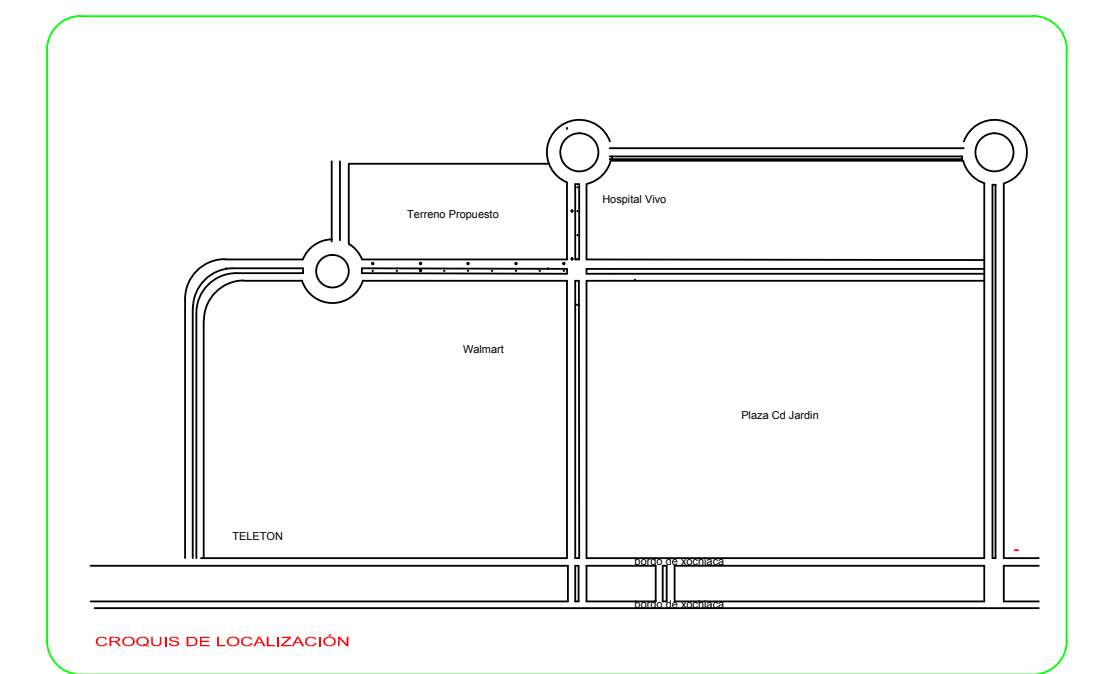 Hospital Vivo
Terreno Propuesto
Walmart
Plaza Cd Jardin
TELETON
bordo de xochiaca
bordo de xochiaca
CROQUIS DE LOCALIZACIÓN